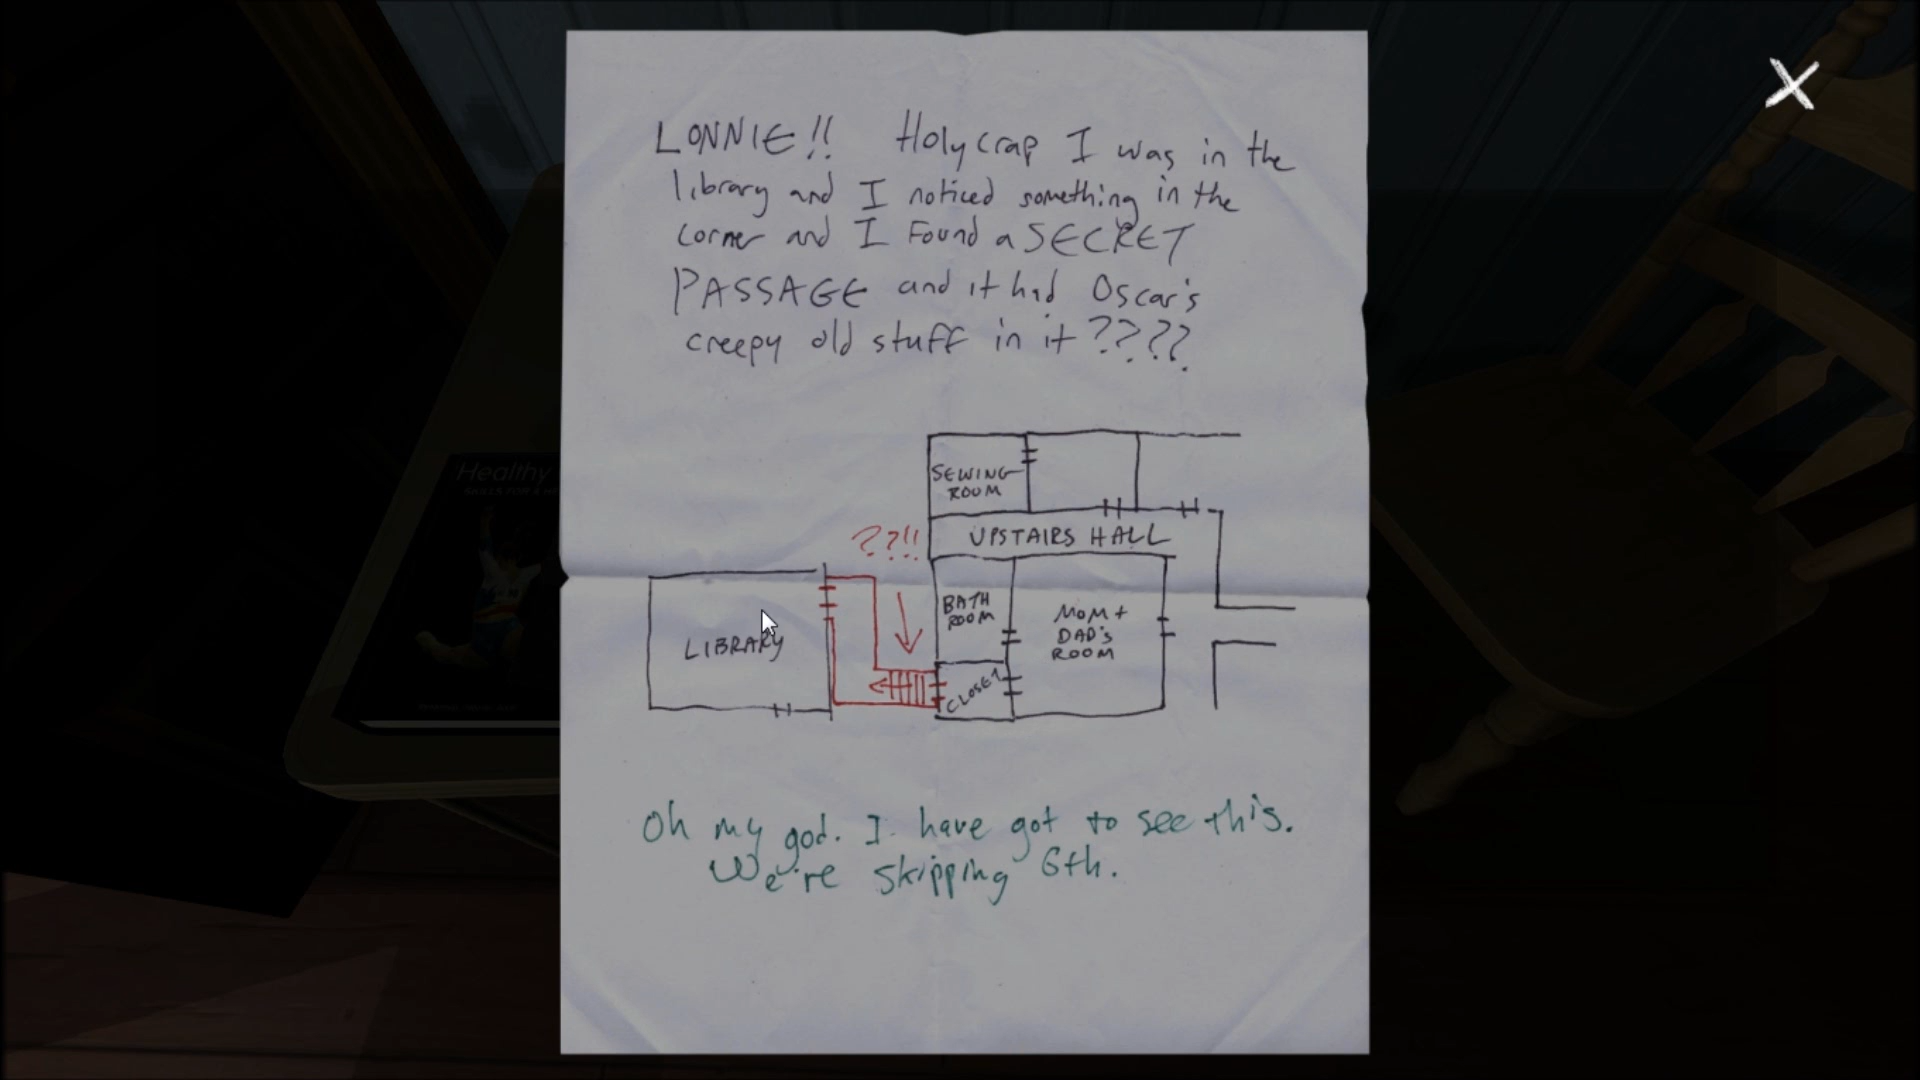 LONNIE!! Holy crap I was in the
library and I noticed something in the
corner and I Found a SECRET
PASSAGE and it had Oscar's
creepy old stuff in it????
SEWING
ROOM
UPSTAIRS HALL
??!!
BATH
ROOM
MOM +
DAD's
ROOM
LIBRARY
CLOSET
Oh my god. I have got to see this.
We're skipping 6th.
Healthy